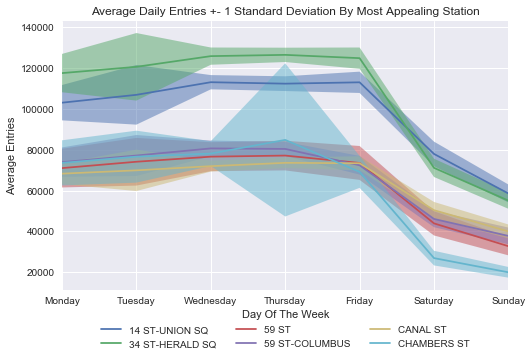 Average Daily Entries +- 1 Standard Deviation By Most Appealing Station
140000
120000
100000
80000
60000
40000
20000
Average Entries
Monday Tuesday Wednesday Thursday Friday Saturday Sunday
Day Of The Week
14 ST-UNION SQ 59 ST CANAL ST
34 ST-HERALD SQ 59 ST-COLUMBUS CHAMBERS ST